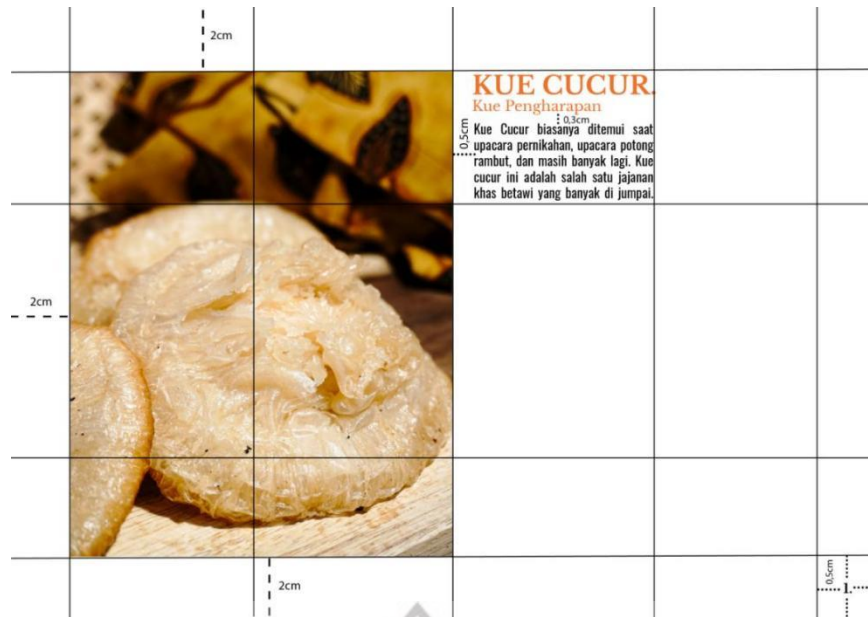 2cm
KUE CUCUR.
Kue Pengharapan
0,3cm
0,5cm
Kue Cucur biasanya ditemui saat
upacara pernikahan, upacara potong
rambut, dan masih banyak lagi. Kue
cucur ini adalah salah satu jajanan
khas betawi yang banyak di jumpai.
2cm
2cm
0,5cm
1.